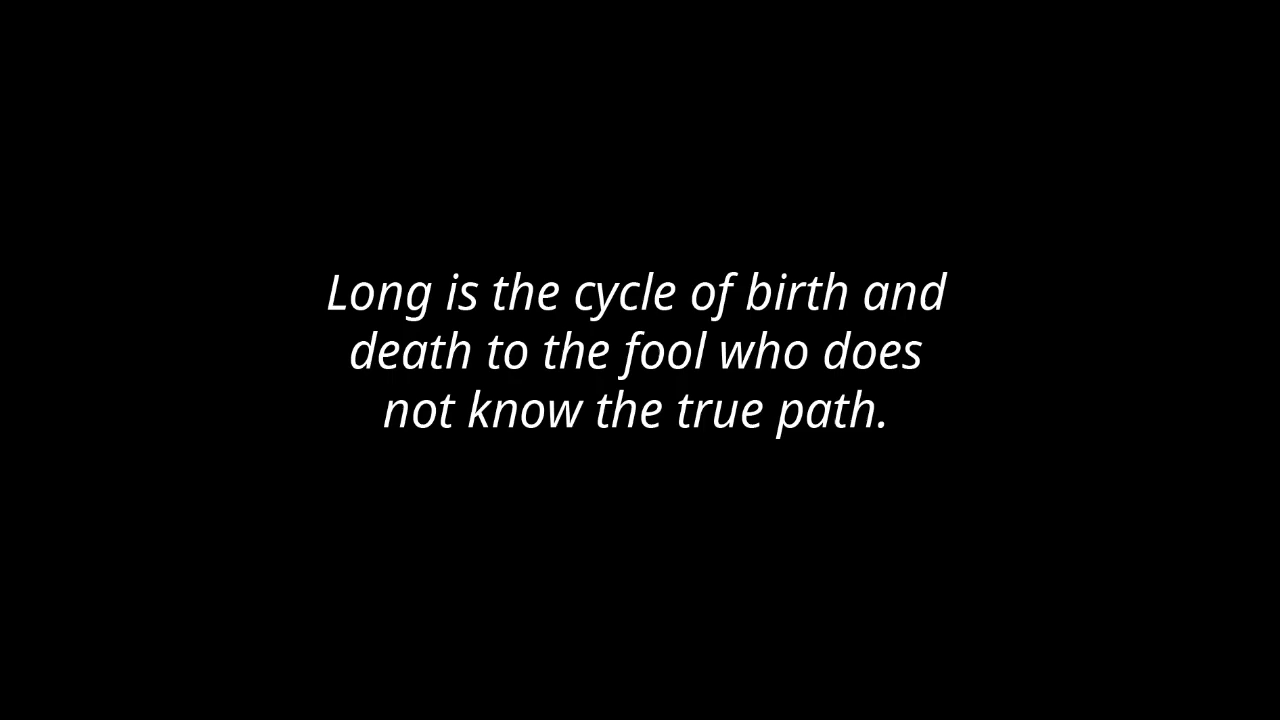 Long is the cycle of birth and
death to the fool who does
not know the true path.